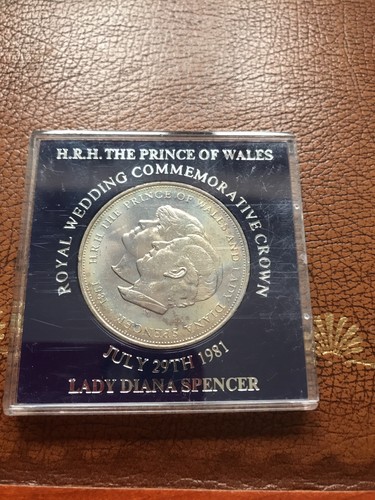 H.R.H. THE PRINCE OF WALES
ROYAL WEDDING COMMEMORATIVE CROWN
H.R.H. THE PRINCE OF WALES AND LADY DIANA SPENCER 1981
JULY 29TH 1981
LADY DIANA SPENCER